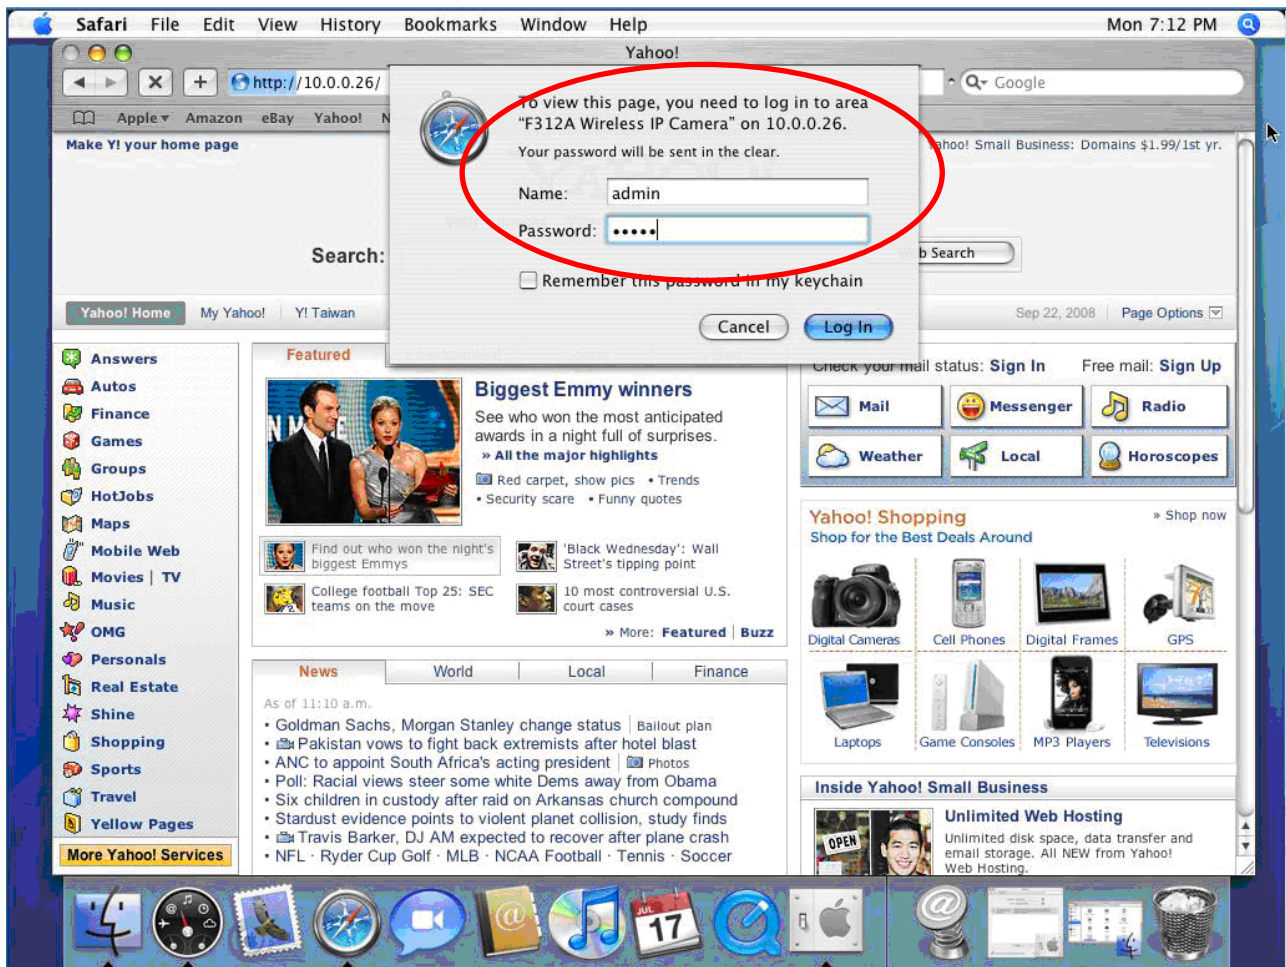 Safari File Edit View History Bookmarks Window Help Mon 7:12 PM
Yahoo!
http://10.0.0.26/
Google
Apple Amazon eBay Yahoo!
To view this page, you need to log in to area
"F312A Wireless IP Camera" on 10.0.0.26.
Your password will be sent in the clear.
Name: admin
Password: •••••
Remember this password in my keychain
Cancel Log In
Make Y! your home page
Yahoo! Small Business: Domains $1.99/1st yr.
Search:
b Search
Yahoo! Home My Yahoo! Y! Taiwan
Sep 22, 2008 Page Options
Answers
Autos
Finance
Games
Groups
HotJobs
Maps
Mobile Web
Movies | TV
Music
OMG
Personals
Real Estate
Shine
Shopping
Sports
Travel
Yellow Pages
More Yahoo! Services
Featured
Biggest Emmy winners
See who won the most anticipated
awards in a night full of surprises.
» All the major highlights
Red carpet, show pics • Trends
• Security scare • Funny quotes
Find out who won the night's
biggest Emmys
'Black Wednesday': Wall
Street's tipping point
College football Top 25: SEC
teams on the move
10 most controversial U.S.
court cases
» More: Featured | Buzz
News World Local Finance
As of 11:10 a.m.
• Goldman Sachs, Morgan Stanley change status | Bailout plan
• Pakistan vows to fight back extremists after hotel blast
• ANC to appoint South Africa's acting president | Photos
• Poll: Racial views steer some white Dems away from Obama
• Six children in custody after raid on Arkansas church compound
• Stardust evidence points to violent planet collision, study finds
• Travis Barker, DJ AM expected to recover after plane crash
• NFL · Ryder Cup Golf · MLB · NCAA Football · Tennis · Soccer
Check your mail status: Sign In Free mail: Sign Up
Mail
Messenger
Radio
Weather
Local
Horoscopes
Yahoo! Shopping
» Shop now
Shop for the Best Deals Around
Digital Cameras
Cell Phones
Digital Frames
GPS
Laptops
Game Consoles
MP3 Players
Televisions
Inside Yahoo! Small Business
OPEN
Unlimited Web Hosting
Unlimited disk space, data transfer and
email storage. All NEW from Yahoo!
Web Hosting.
JUL
17